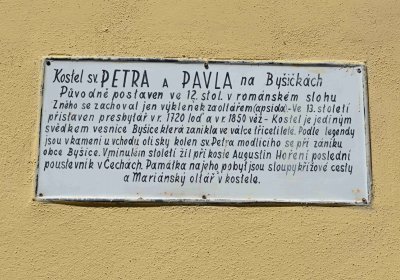 Kostel sv. PETRA A PAVLA na Byšičkách
Původně postaven ve 12. stol. v románském slohu
Z něho se zachoval jen výklenek za oltářem (apsida)-Ve 13. století
přistaven presbytář v r. 1720 loď a v r. 1850 věž - Kostel je jediným
svědkem vesnice Byšice která zanikla ve válce třicetileté. Podle legendy
jsou v kameni u vchodu otisky kolen sv. Petra modlícího se při zániku
obce Byšice. V minulém století žil při kostele Augustin Hoření poslední
poustevník v Čechách. Památka na jeho pobyt jsou sloupy křížové cesty
a Mariánský oltář v kostele.